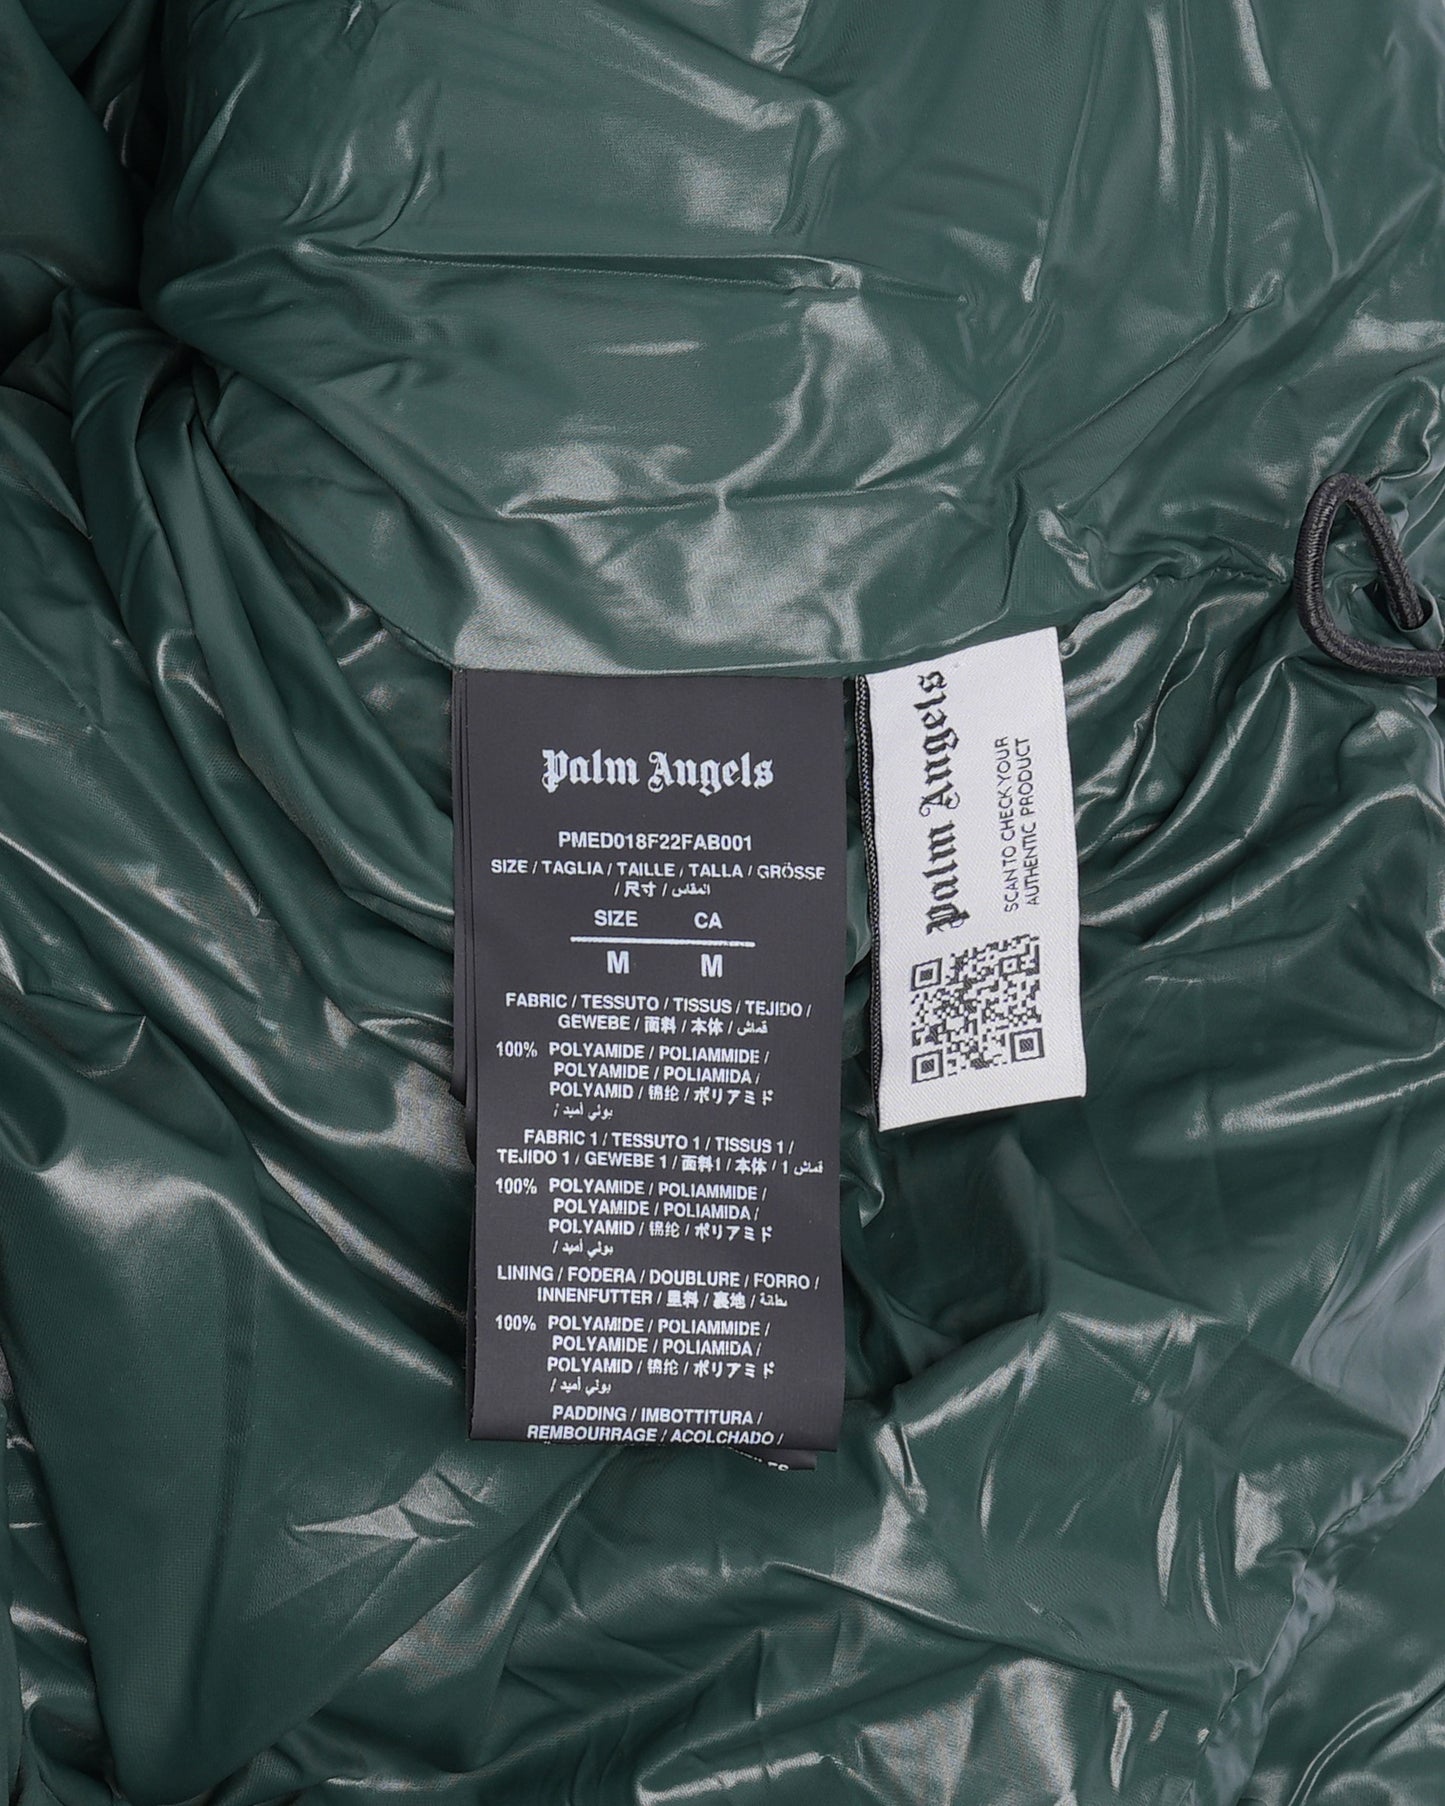 Palm Angels
PMED018F22FAB001
SIZE / TAGLIA / TAILLE / TALLA / GRÖSSE
/ 尺寸 / المقاس
SIZE CA
M M
FABRIC / TESSUTO / TISSUS / TEJIDO /
GEWEBE / 面料 / 本体 / قماش
100% POLYAMIDE / POLIAMMIDE /
POLYAMIDE / POLIAMIDA /
POLYAMID / 锦纶 / ポリアミド
/ بولي أميد
FABRIC 1 / TESSUTO 1 / TISSUS 1 /
TEJIDO 1 / GEWEBE 1 / 面料1 / 本体 / قماش 1
100% POLYAMIDE / POLIAMMIDE /
POLYAMIDE / POLIAMIDA /
POLYAMID / 锦纶 / ポリアミド
/ بولي أميد
LINING / FODERA / DOUBLURE / FORRO /
INNENFUTTER / 里料 / 裏地 / بطانة
100% POLYAMIDE / POLIAMMIDE /
POLYAMIDE / POLIAMIDA /
POLYAMID / 锦纶 / ポリアミド
/ بولي أميد
PADDING / IMBOTTITURA /
REMBOURRAGE / ACOLCHADO /
Palm Angels
SCAN TO CHECK YOUR
AUTHENTIC PRODUCT